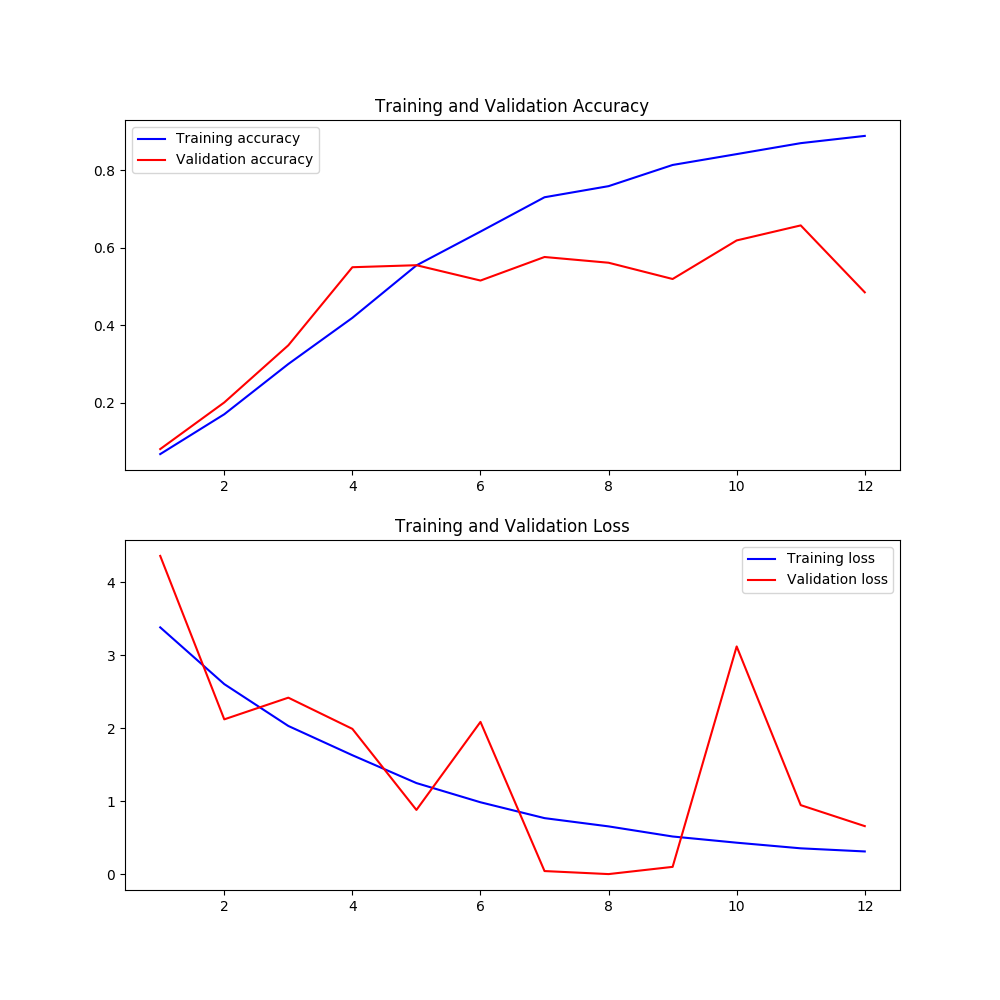 Training and Validation Accuracy
Training accuracy
Validation accuracy
0.8
0.6
0.4
0.2
2 4 6 8 10 12
Training and Validation Loss
Training loss
Validation loss
4
3
2
1
0
2 4 6 8 10 12